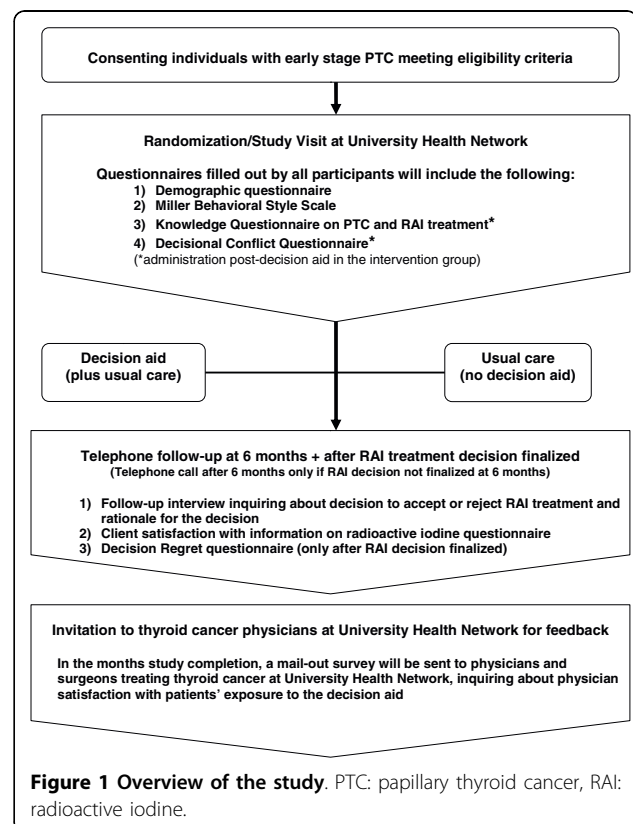 Consenting individuals with early stage PTC meeting eligibility criteria
Randomization/Study Visit at University Health Network
Questionnaires filled out by all participants will include the following:
1) Demographic questionnaire
2) Miller Behavioral Style Scale
3) Knowledge Questionnaire on PTC and RAI treatment*
4) Decisional Conflict Questionnaire*
(*administration post-decision aid in the intervention group)
Decision aid
(plus usual care)
Usual care
(no decision aid)
Telephone follow-up at 6 months + after RAI treatment decision finalized
(Telephone call after 6 months only if RAI decision not finalized at 6 months)
1) Follow-up interview inquiring about decision to accept or reject RAI treatment and
rationale for the decision
2) Client satisfaction with information on radioactive iodine questionnaire
3) Decision Regret questionnaire (only after RAI decision finalized)
Invitation to thyroid cancer physicians at University Health Network for feedback
In the months study completion, a mail-out survey will be sent to physicians and
surgeons treating thyroid cancer at University Health Network, inquiring about physician
satisfaction with patients' exposure to the decision aid
Figure 1 Overview of the study. PTC: papillary thyroid cancer, RAI:
radioactive iodine.